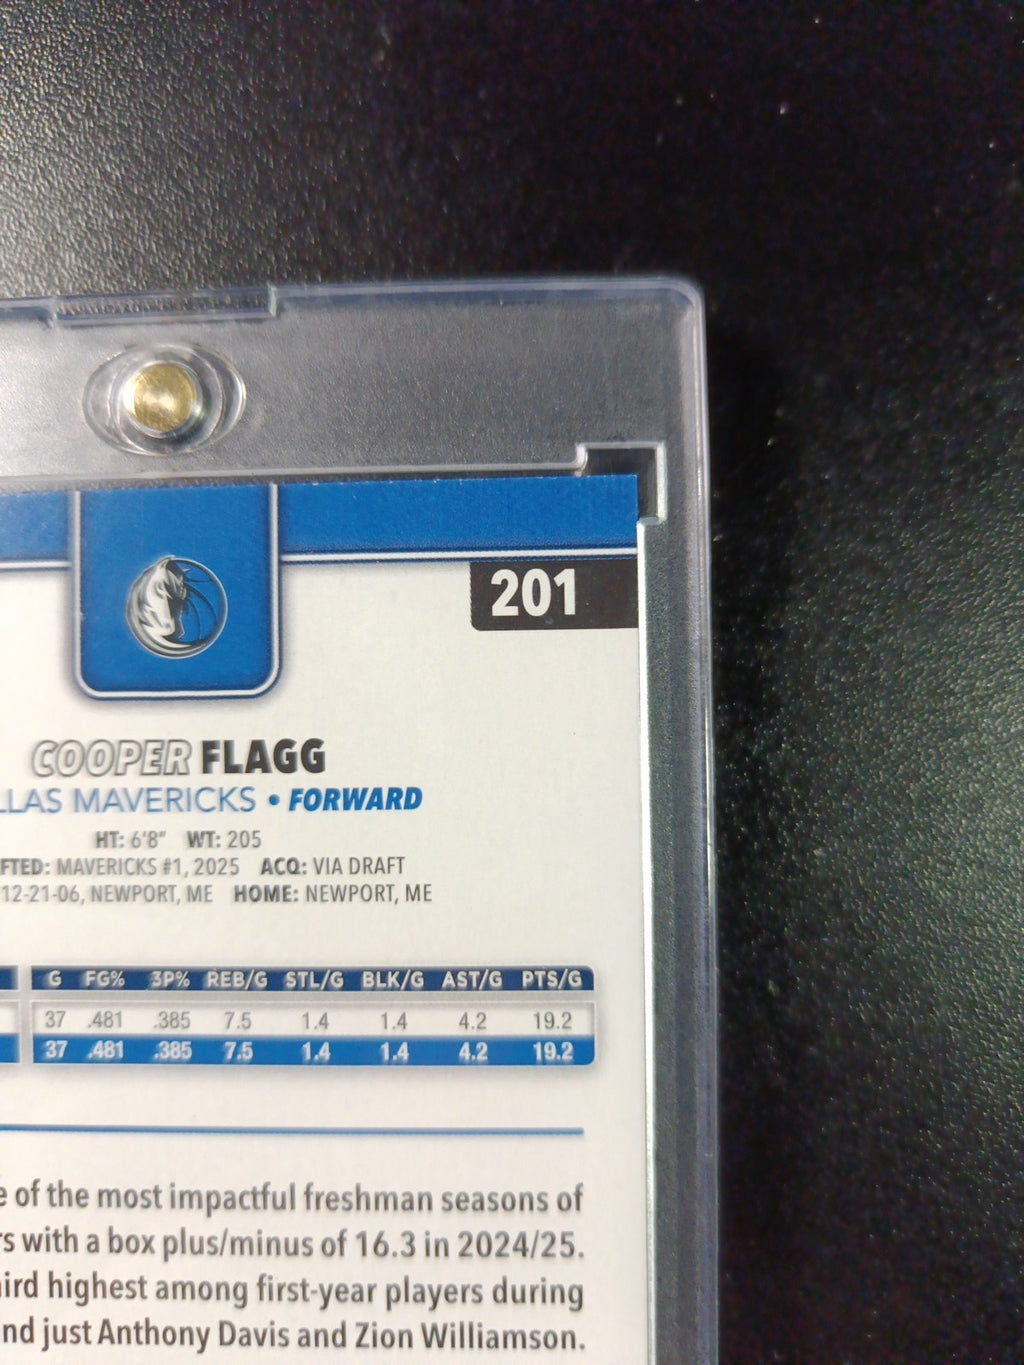 201
COOPER FLAGG
LLAS MAVERICKS • FORWARD
HT: 6'8" WT: 205
FTED: MAVERICKS #1, 2025 ACQ: VIA DRAFT
12-21-06, NEWPORT, ME HOME: NEWPORT, ME
G FG% 3P% REB/G STL/G BLK/G AST/G PTS/G
37 .481 .385 7.5 1.4 1.4 4.2 19.2
37 .481 .385 7.5 1.4 1.4 4.2 19.2
e of the most impactful freshman seasons of
rs with a box plus/minus of 16.3 in 2024/25.
ird highest among first-year players during
nd just Anthony Davis and Zion Williamson.